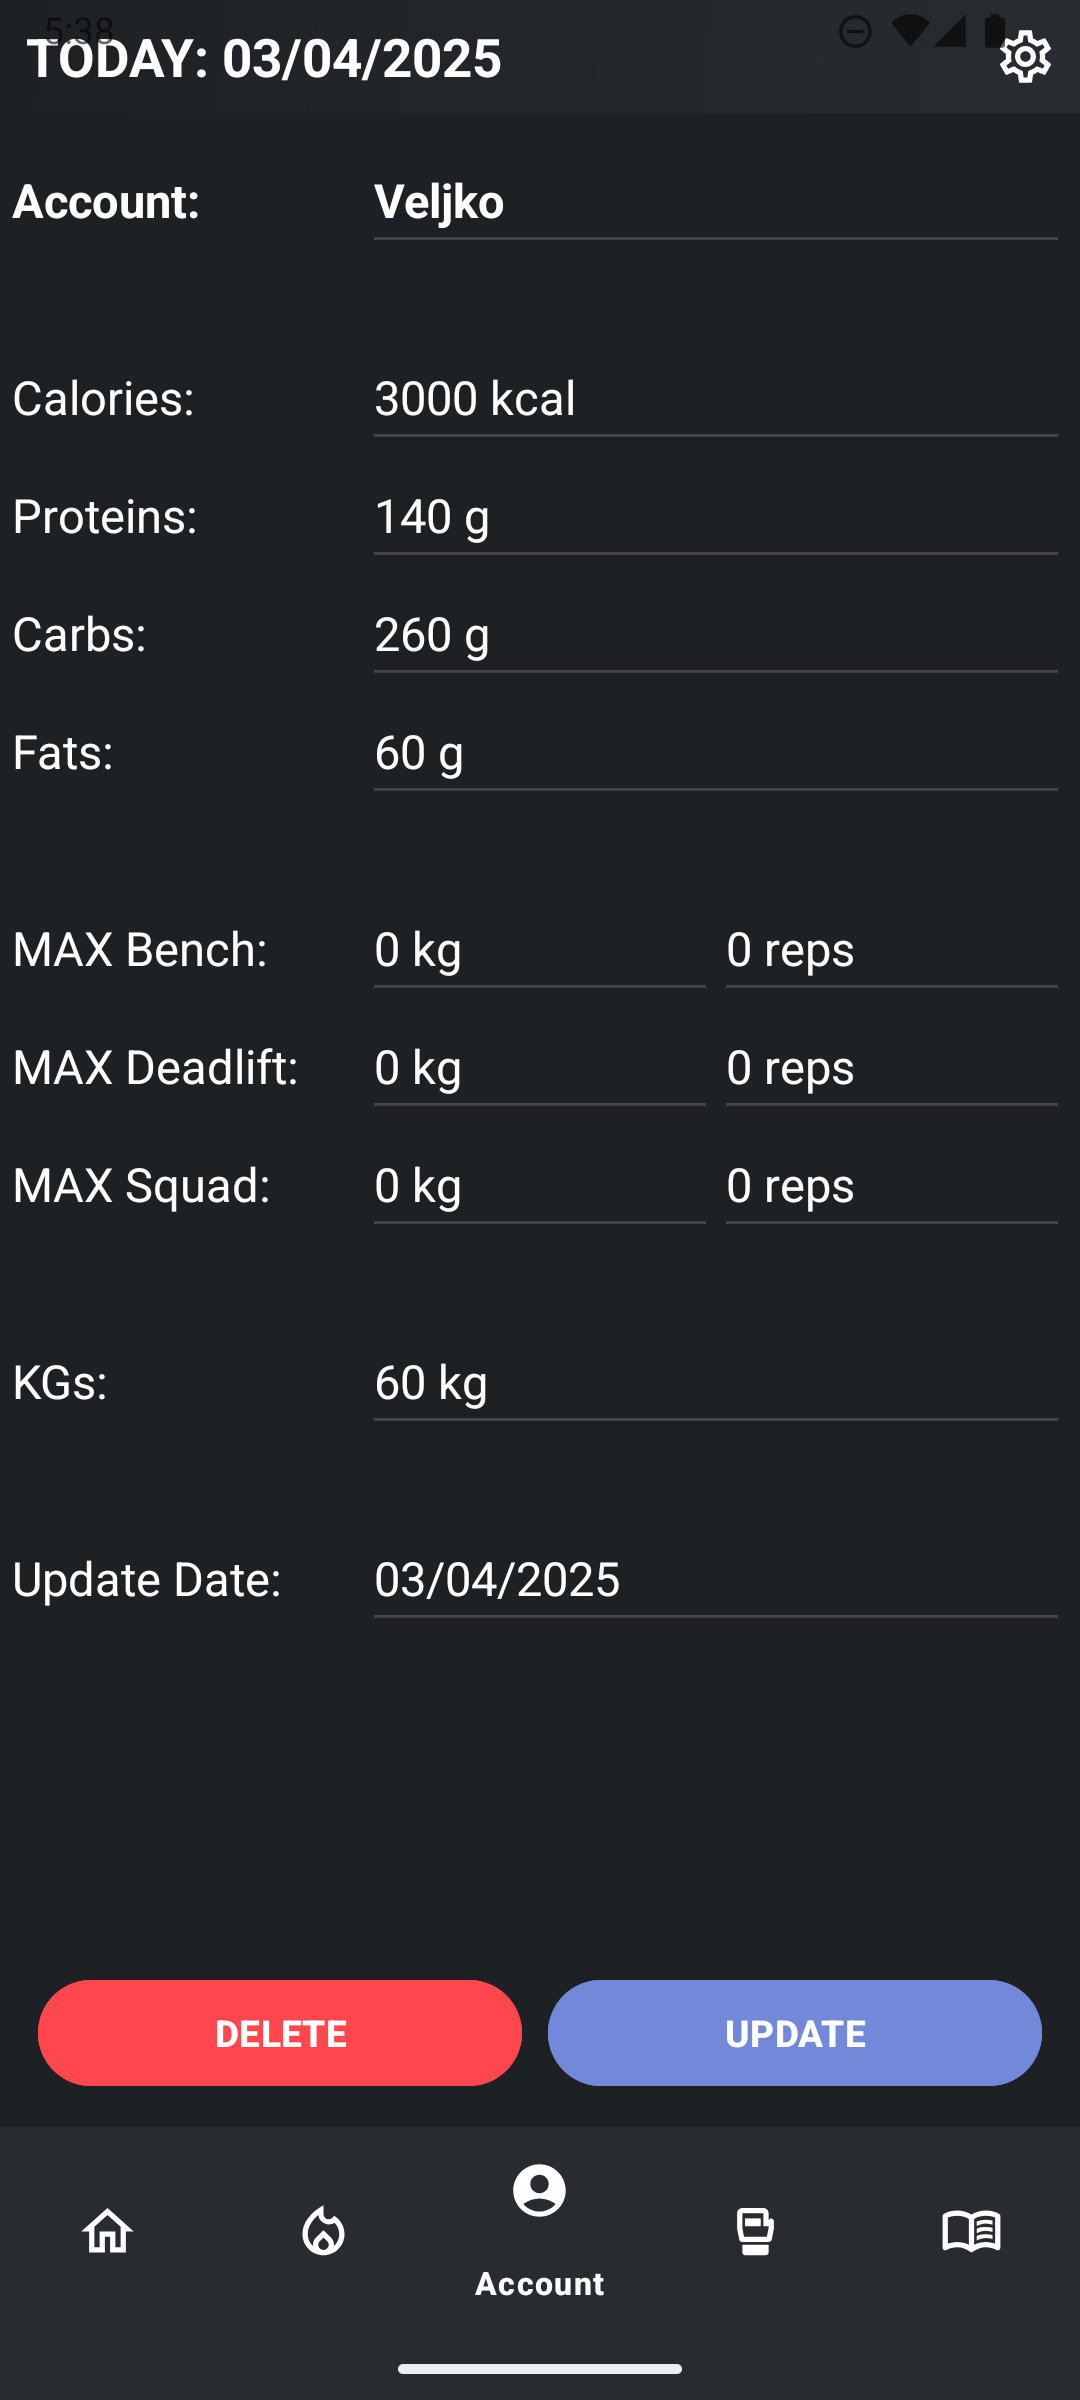 5:38
TODAY: 03/04/2025
Account: Veljko
Calories: 3000 kcal
Proteins: 140 g
Carbs: 260 g
Fats: 60 g
MAX Bench: 0 kg 0 reps
MAX Deadlift: 0 kg 0 reps
MAX Squad: 0 kg 0 reps
KGs: 60 kg
Update Date: 03/04/2025
DELETE UPDATE
Account